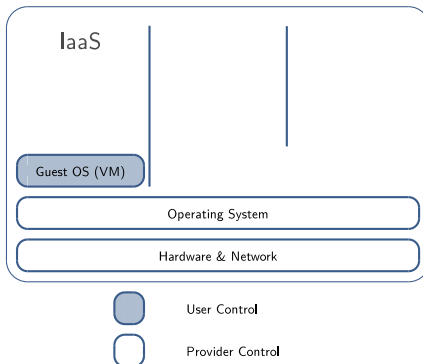 IaaS
Guest OS (VM)
Operating System
Hardware & Network
User Control
Provider Control